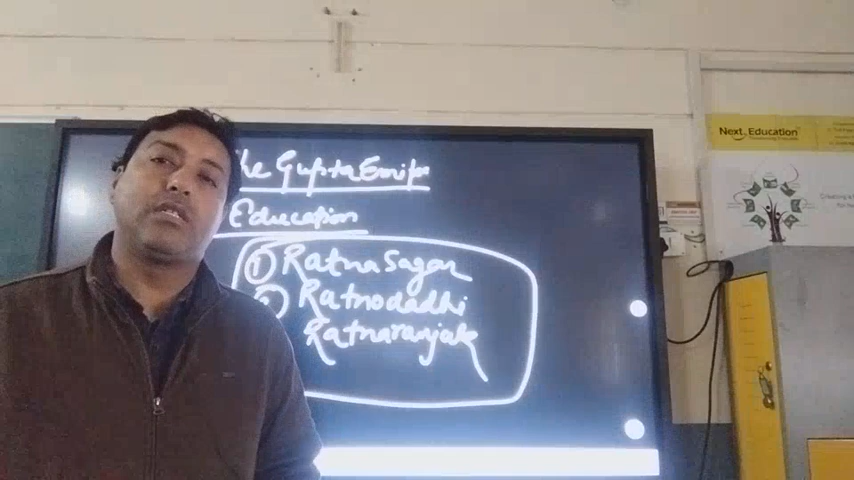 he Gupta Empire
Education
① Ratna Sagar
② Ratnodadhi
Ratnaranjak
Next Education